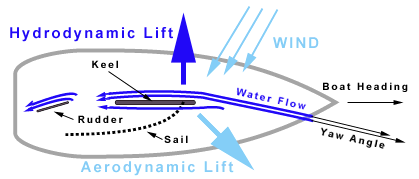 Hydrodynamic Lift
WIND
Keel
Boat Heading
Water Flow
Rudder
Yaw Angle
Sail
Aerodynamic Lift